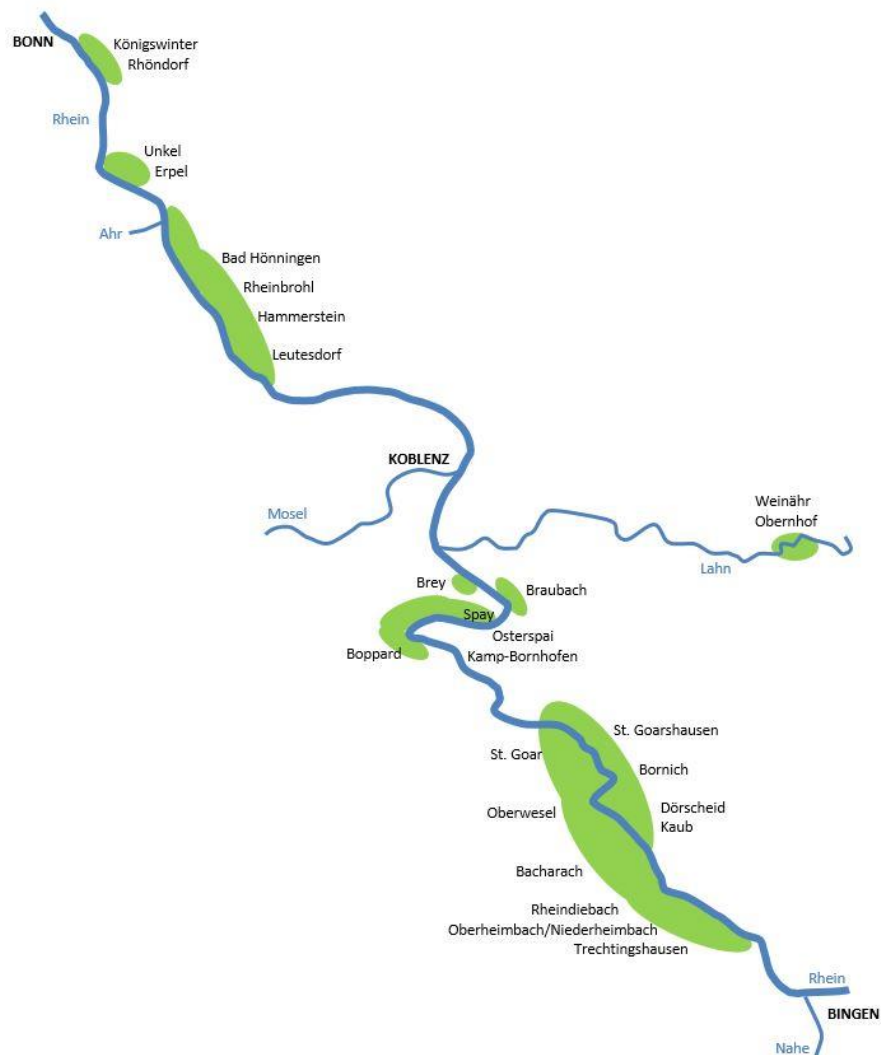 BONN
Königswinter
Rhöndorf
Rhein
Unkel
Erpel
Ahr
Bad Hönningen
Rheinbrohl
Hammerstein
Leutesdorf
KOBLENZ
Mosel
Weinähr
Obernhof
Lahn
Brey
Braubach
Spay
Osterspai
Boppard
Kamp-Bornhofen
St. Goarshausen
St. Goar
Bornich
Oberwesel
Dörscheid
Kaub
Bacharach
Rheindiebach
Oberheimbach/Niederheimbach
Trechtingshausen
Rhein
BINGEN
Nahe